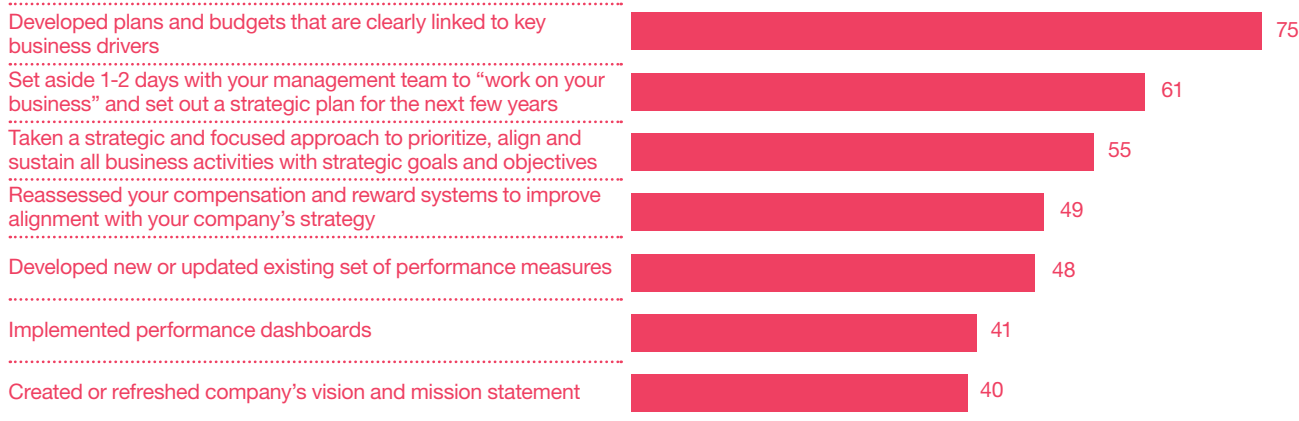 Developed plans and budgets that are clearly linked to key
business drivers
75
Set aside 1-2 days with your management team to “work on your
business” and set out a strategic plan for the next few years
61
Taken a strategic and focused approach to prioritize, align and
sustain all business activities with strategic goals and objectives
55
Reassessed your compensation and reward systems to improve
alignment with your company’s strategy
49
Developed new or updated existing set of performance measures
48
Implemented performance dashboards
41
Created or refreshed company’s vision and mission statement
40